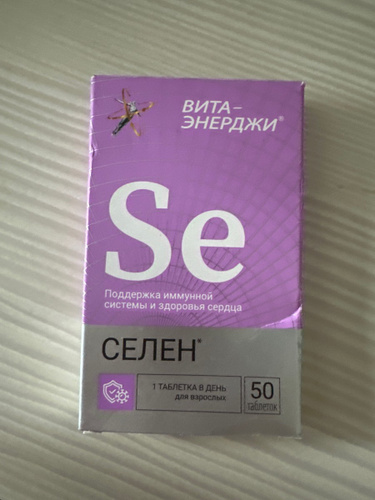 ВИТА-
ЭНЕРДЖИ®
Se
Поддержка иммунной
системы и здоровья сердца
СЕЛЕН*
1 ТАБЛЕТКА В ДЕНЬ
для взрослых
50
таблеток